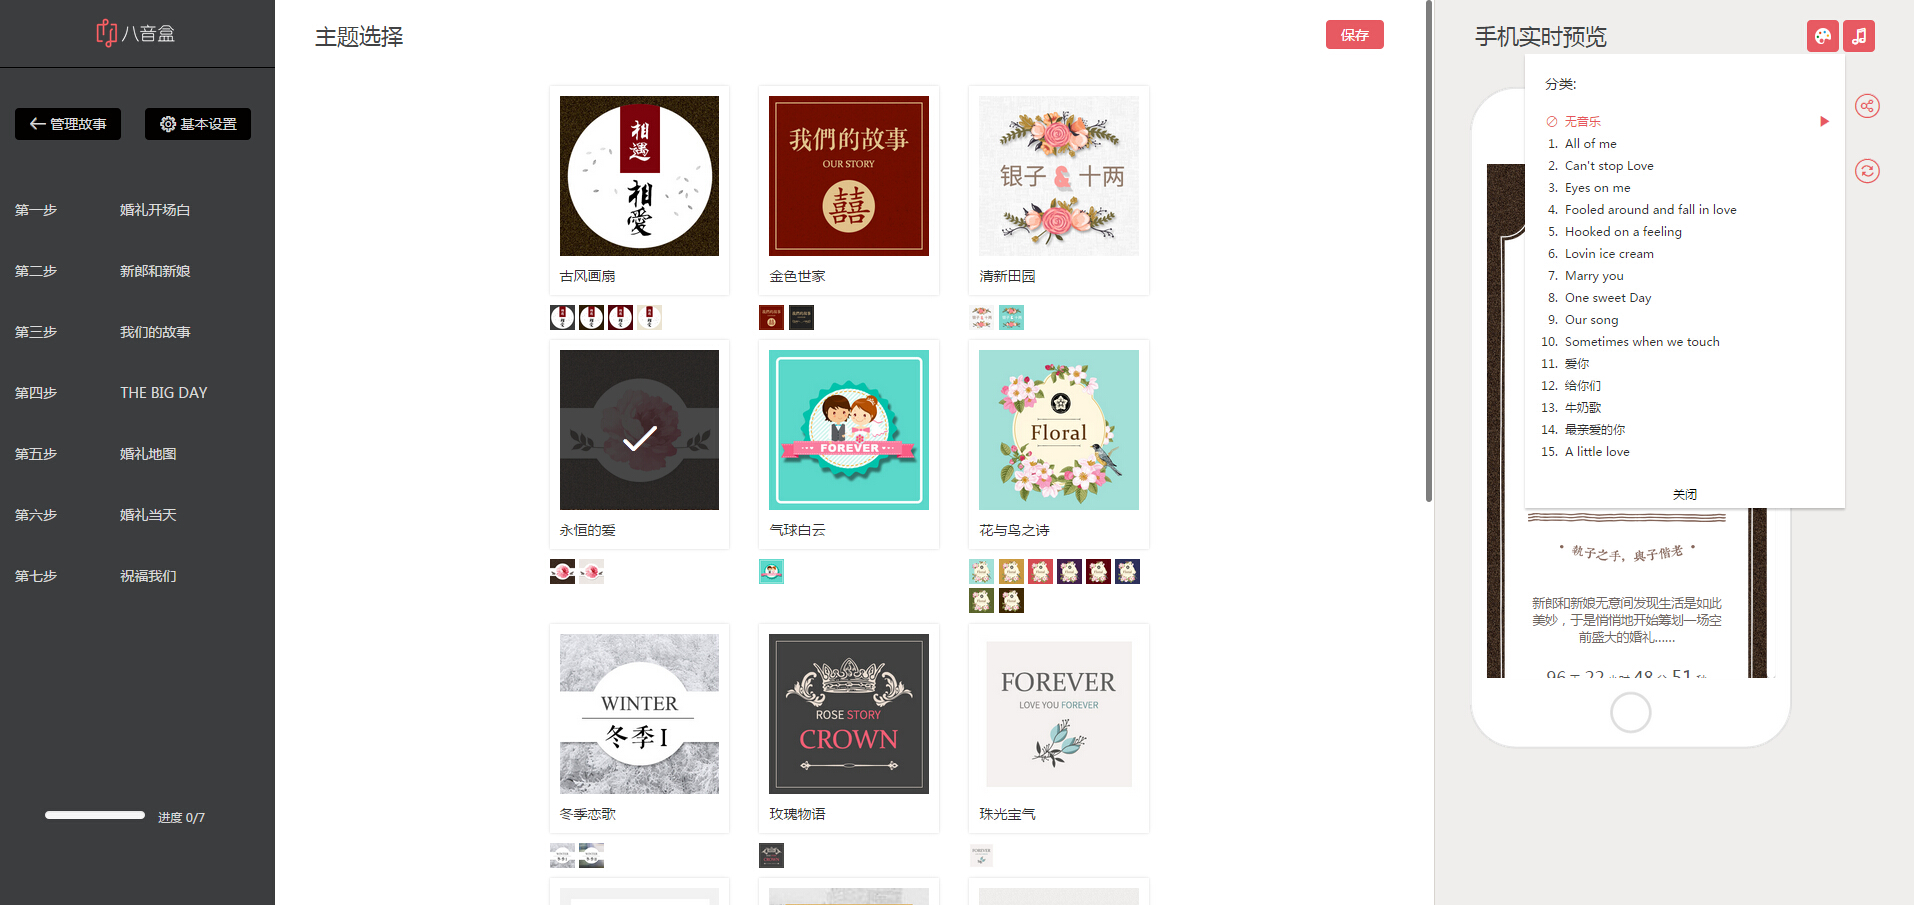 八音盒
管理故事
基本设置
第一步 婚礼开场白
第二步 新郎和新娘
第三步 我们的故事
第四步 THE BIG DAY
第五步 婚礼地图
第六步 婚礼当天
第七步 祝福我们
进度 0/7
主题选择
保存
相遇
相愛
古风画扇
我們的故事
OUR STORY
囍
金色世家
银子 & 十两
清新田园
永恒的爱
FOREVER
气球白云
Floral
花与鸟之诗
WINTER
冬季 I
冬季恋歌
ROSE STORY
CROWN
玫瑰物语
FOREVER
LOVE YOU FOREVER
珠光宝气
手机实时预览
分类:
无音乐
1. All of me
2. Can't stop Love
3. Eyes on me
4. Fooled around and fall in love
5. Hooked on a feeling
6. Lovin ice cream
7. Marry you
8. One sweet Day
9. Our song
10. Sometimes when we touch
11. 爱你
12. 给你们
13. 牛奶歌
14. 最亲爱的你
15. A little love
关闭
执子之手，与子偕老
新郎和新娘无意间发现生活是如此
美妙，于是悄悄地开始筹划一场空
前盛大的婚礼......
96 天 22 小时 48 分 51 秒